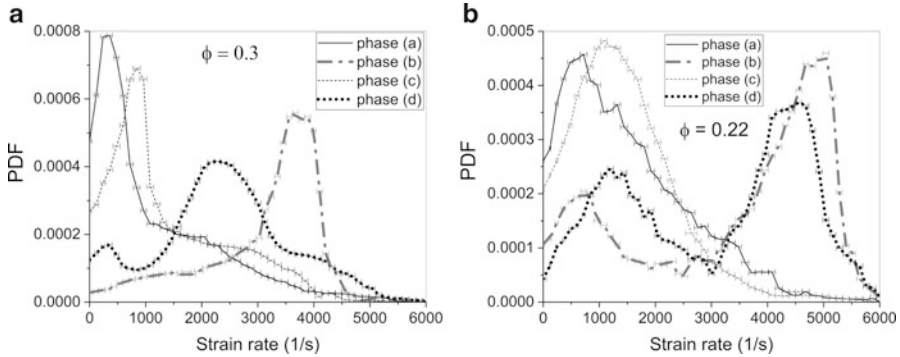 a
ϕ = 0.3
phase (a)
phase (b)
phase (c)
phase (d)
PDF
0.0008
0.0006
0.0004
0.0002
0.0000
0 1000 2000 3000 4000 5000 6000
Strain rate (1/s)
b
phase (a)
phase (b)
phase (c)
phase (d)
ϕ = 0.22
PDF
0.0005
0.0004
0.0003
0.0002
0.0001
0.0000
0 1000 2000 3000 4000 5000 6000
Strain rate (1/s)